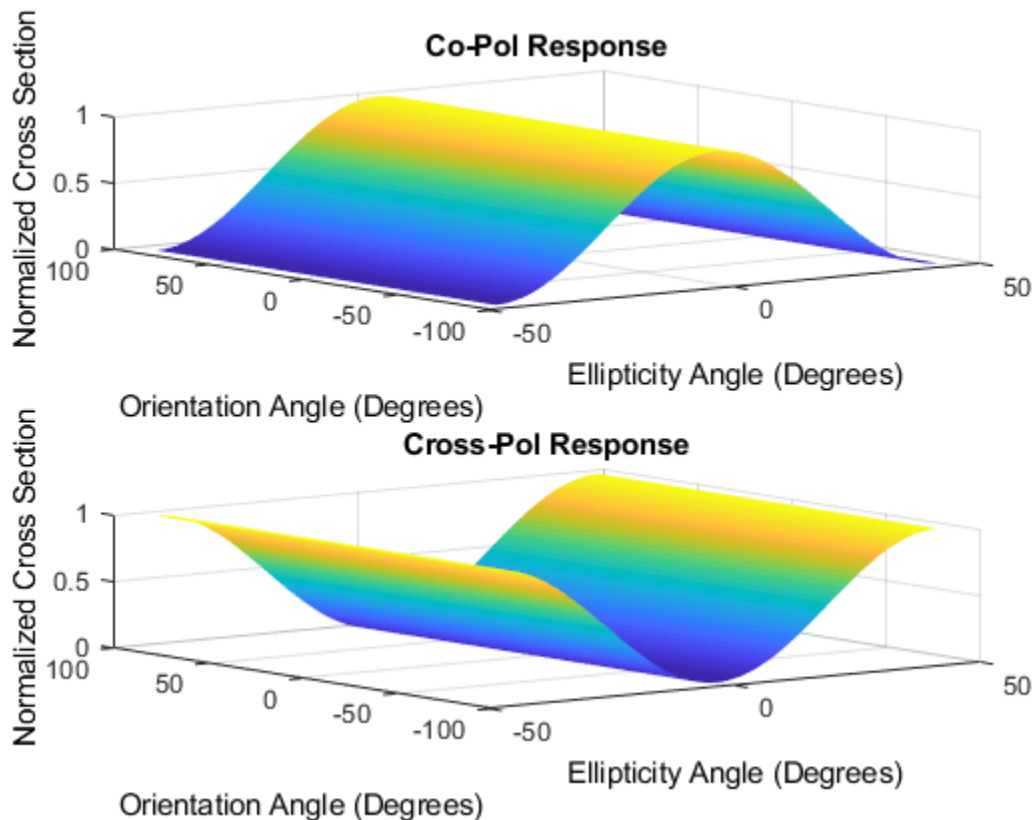 Co-Pol Response
Normalized Cross Section
1
0.5
0
100
50
0
-50
-100
-50
0
50
Ellipticity Angle (Degrees)
Orientation Angle (Degrees)
Cross-Pol Response
Normalized Cross Section
1
0.5
0
100
50
0
-50
-100
-50
0
50
Ellipticity Angle (Degrees)
Orientation Angle (Degrees)